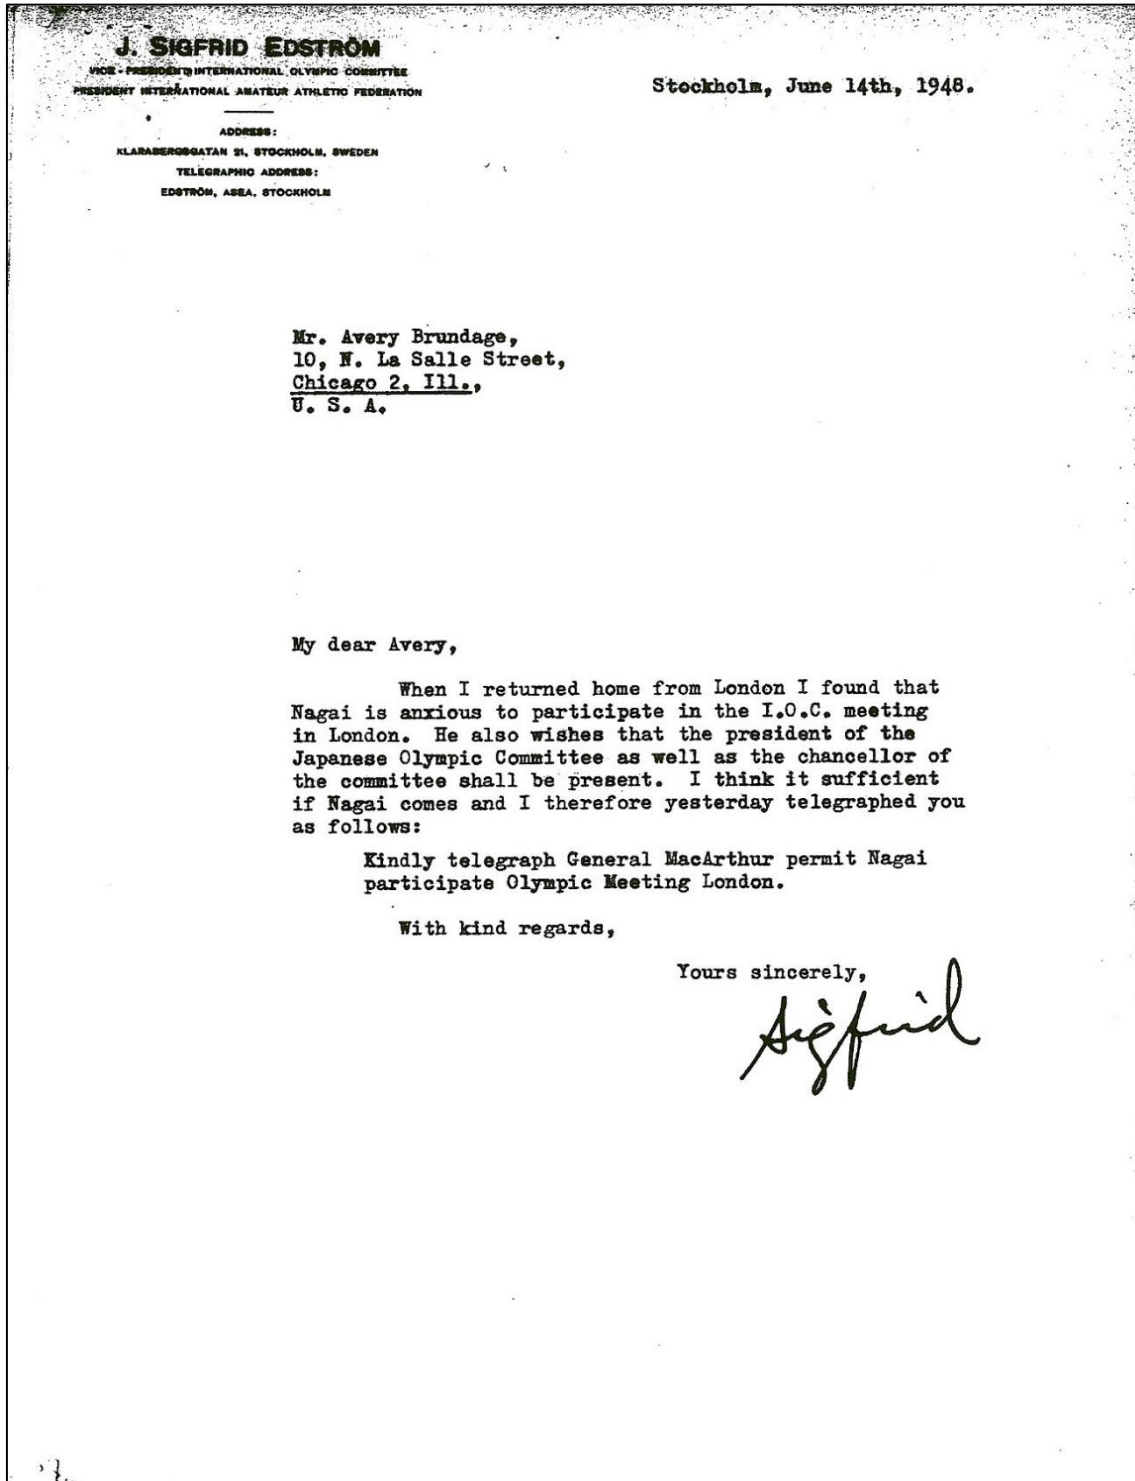 J. SIGFRID EDSTRÖM
VICE-PRESIDENT INTERNATIONAL OLYMPIC COMMITTEE
PRESIDENT INTERNATIONAL AMATEUR ATHLETIC FEDERATION
ADDRESS:
KLARABERGSGATAN 21, STOCKHOLM, SWEDEN
TELEGRAPHIC ADDRESS:
EDSTRÖM, ASEA, STOCKHOLM
Stockholm, June 14th, 1948.
Mr. Avery Brundage,
10, N. La Salle Street,
Chicago 2, Ill.,
U. S. A.
My dear Avery,
When I returned home from London I found that
Nagai is anxious to participate in the I.O.C. meeting
in London. He also wishes that the president of the
Japanese Olympic Committee as well as the chancellor of
the committee shall be present. I think it sufficient
if Nagai comes and I therefore yesterday telegraphed you
as follows:
Kindly telegraph General MacArthur permit Nagai
participate Olympic Meeting London.
With kind regards,
Yours sincerely,
Sigfrid